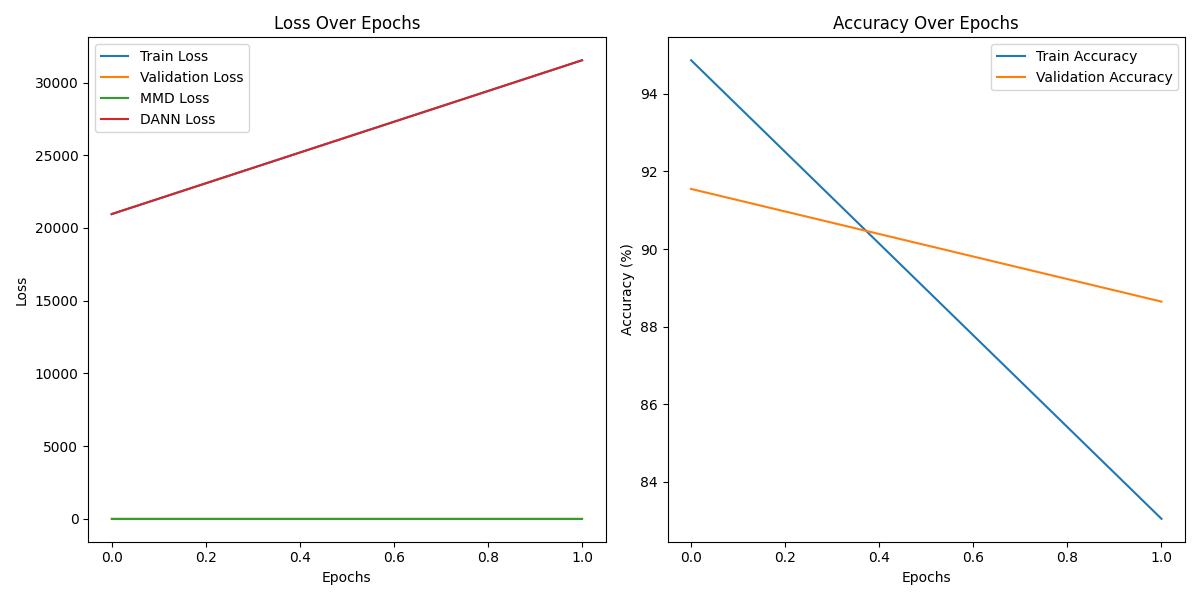 Loss Over Epochs
Train Loss
Validation Loss
MMD Loss
DANN Loss
30000
25000
20000
15000
10000
5000
0
Loss
0.0 0.2 0.4 0.6 0.8 1.0
Epochs
Accuracy Over Epochs
Train Accuracy
Validation Accuracy
94
92
90
88
86
84
Accuracy (%)
0.0 0.2 0.4 0.6 0.8 1.0
Epochs